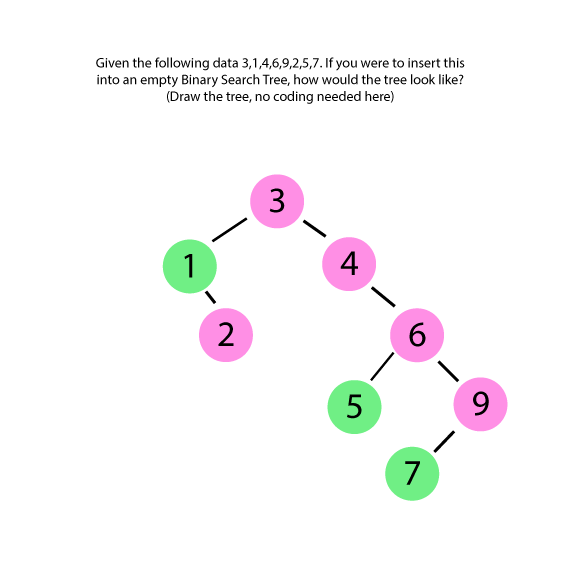 Given the following data 3,1,4,6,9,2,5,7. If you were to insert this
into an empty Binary Search Tree, how would the tree look like?
(Draw the tree, no coding needed here)
3
1
4
2
6
5
9
7